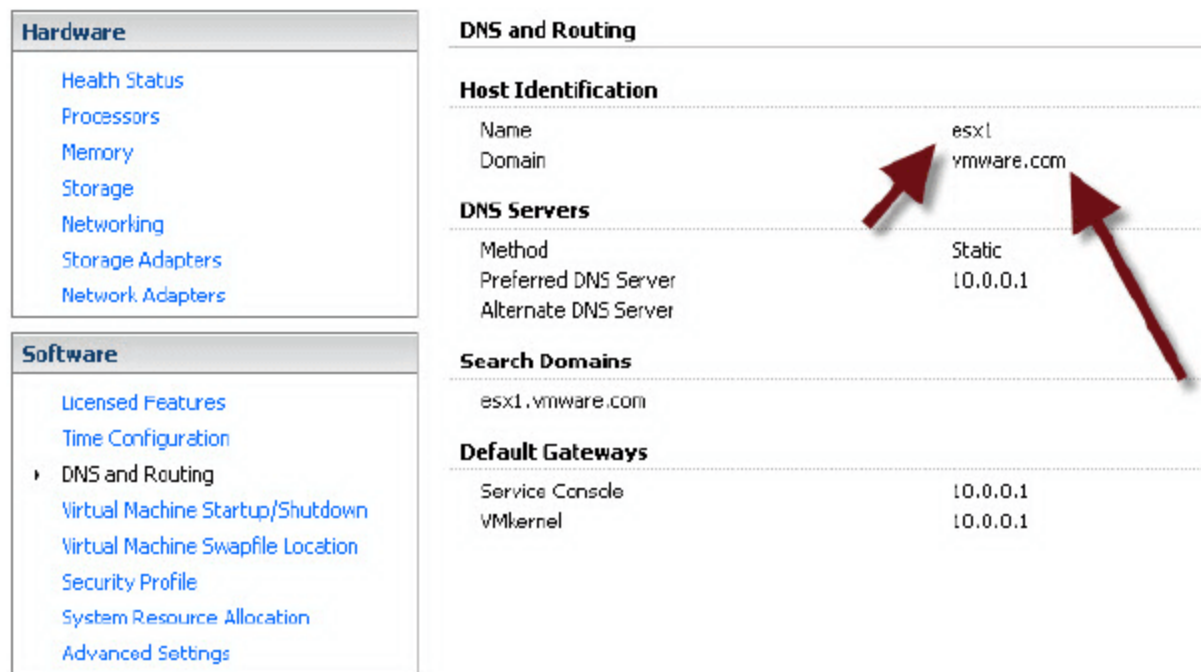 Hardware
Health Status
Processors
Memory
Storage
Networking
Storage Adapters
Network Adapters
Software
Licensed Features
Time Configuration
DNS and Routing
Virtual Machine Startup/Shutdown
Virtual Machine Swapfile Location
Security Profile
System Resource Allocation
Advanced Settings
DNS and Routing
Host Identification
Name esx1
Domain vmware.com
DNS Servers
Method Static
Preferred DNS Server 10.0.0.1
Alternate DNS Server
Search Domains
esx1.vmware.com
Default Gateways
Service Console 10.0.0.1
VMkernel 10.0.0.1